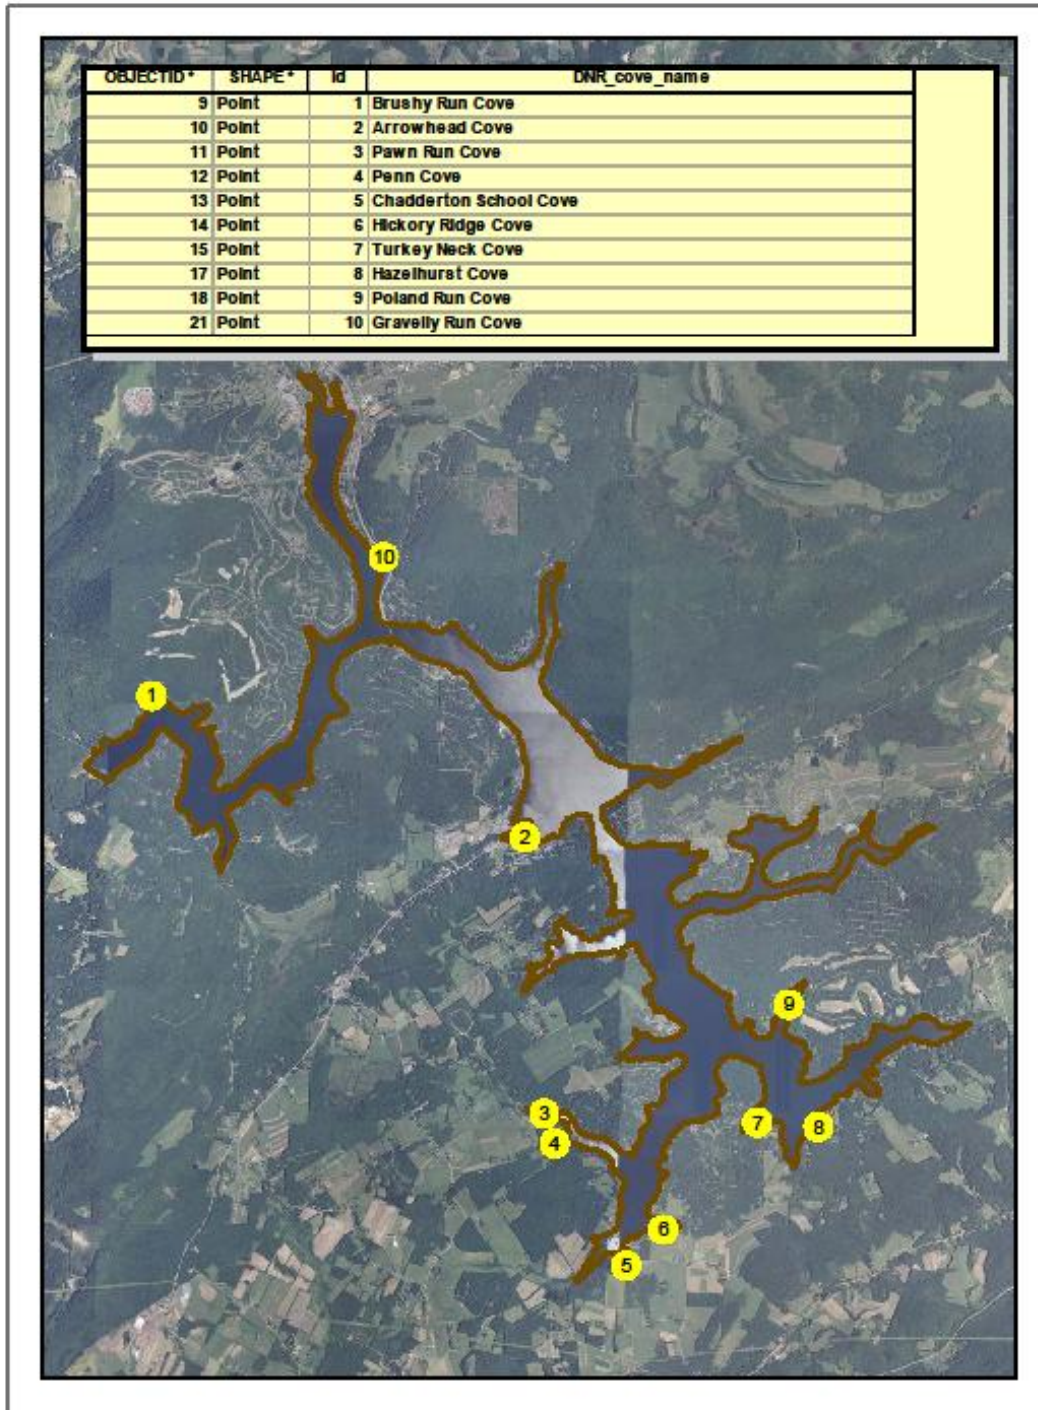 OBJECTID * SHAPE * Id DNR_cove_name
9 Point 1 Brushy Run Cove
10 Point 2 Arrowhead Cove
11 Point 3 Pawn Run Cove
12 Point 4 Penn Cove
13 Point 5 Chadderton School Cove
14 Point 6 Hickory Ridge Cove
15 Point 7 Turkey Neck Cove
17 Point 8 Hazelhurst Cove
18 Point 9 Poland Run Cove
21 Point 10 Gravelly Run Cove
10
1
2
9
3
7
8
4
6
5